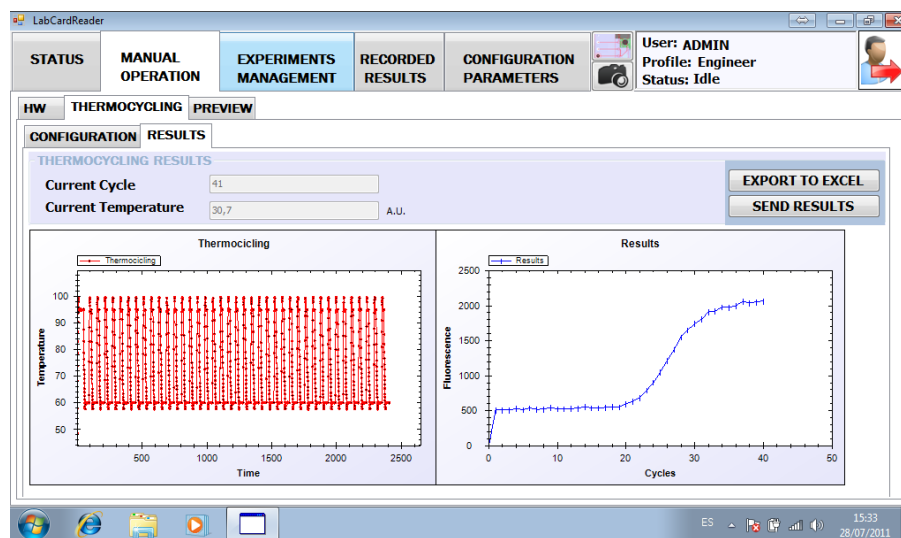 LabCardReader
STATUS
MANUAL
OPERATION
EXPERIMENTS
MANAGEMENT
RECORDED
RESULTS
CONFIGURATION
PARAMETERS
User: ADMIN
Profile: Engineer
Status: Idle
HW
THERMOCYCLING
PREVIEW
CONFIGURATION
RESULTS
THERMOCYCLING RESULTS
Current Cycle
41
Current Temperature
30,7
A.U.
EXPORT TO EXCEL
SEND RESULTS
Thermocicling
Thermocicling
Temperature
100
90
80
70
60
50
500
1000
1500
2000
2500
Time
Results
Results
Fluorescence
2500
2000
1500
1000
500
0
0
10
20
30
40
50
Cycles
ES
15:33
28/07/2011